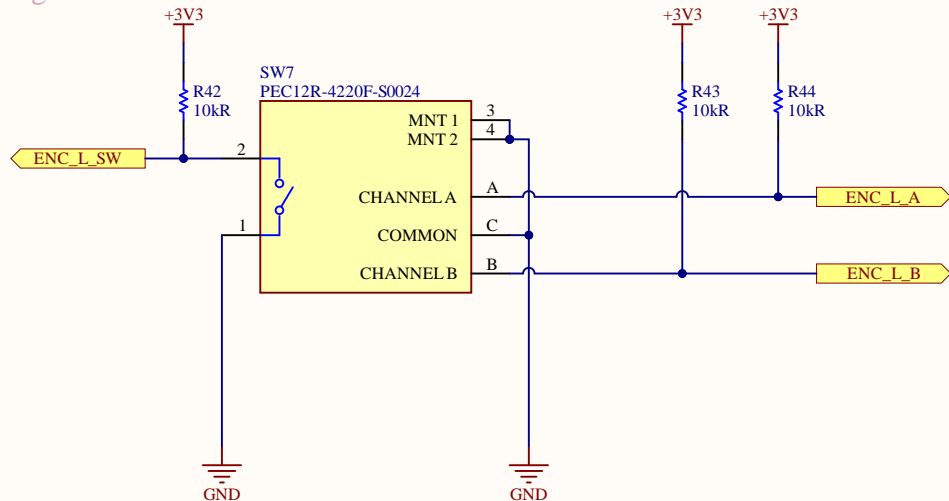 +3V3
+3V3
+3V3
SW7
PEC12R-4220F-S0024
R42
10kR
R43
10kR
R44
10kR
MNT 1
3
MNT 2
4
ENC_L_SW
2
CHANNEL A
A
ENC_L_A
1
COMMON
C
CHANNEL B
B
ENC_L_B
GND
GND